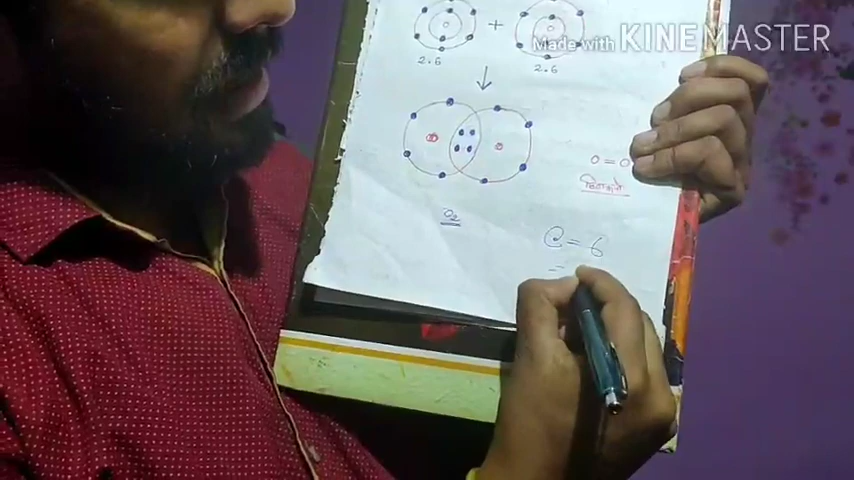 Made with KINEMASTER
+
2.6 2.6
↓
O=O
O₂
e = 6
=